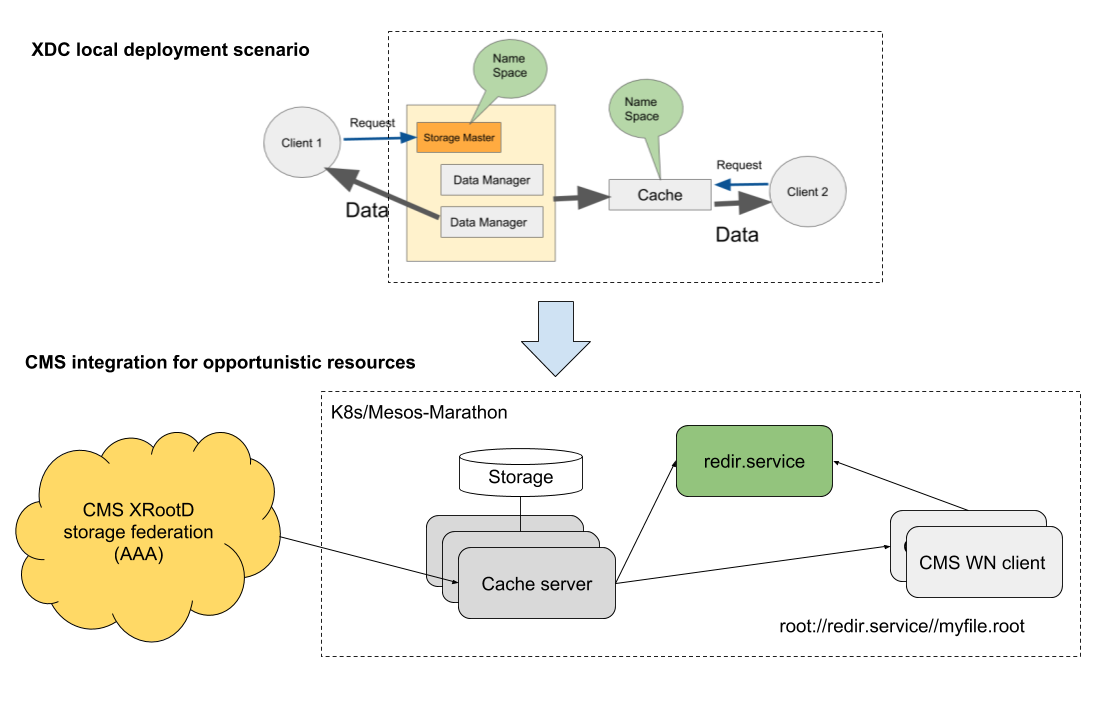 XDC local deployment scenario
Name
Space
Name
Space
Request
Storage Master
Client 1
Data Manager
Request
Cache
Client 2
Data
Data Manager
Data
CMS integration for opportunistic resources
K8s/Mesos-Marathon
redir.service
Storage
CMS XRootD
storage federation
(AAA)
Cache server
CMS WN client
root://redir.service//myfile.root